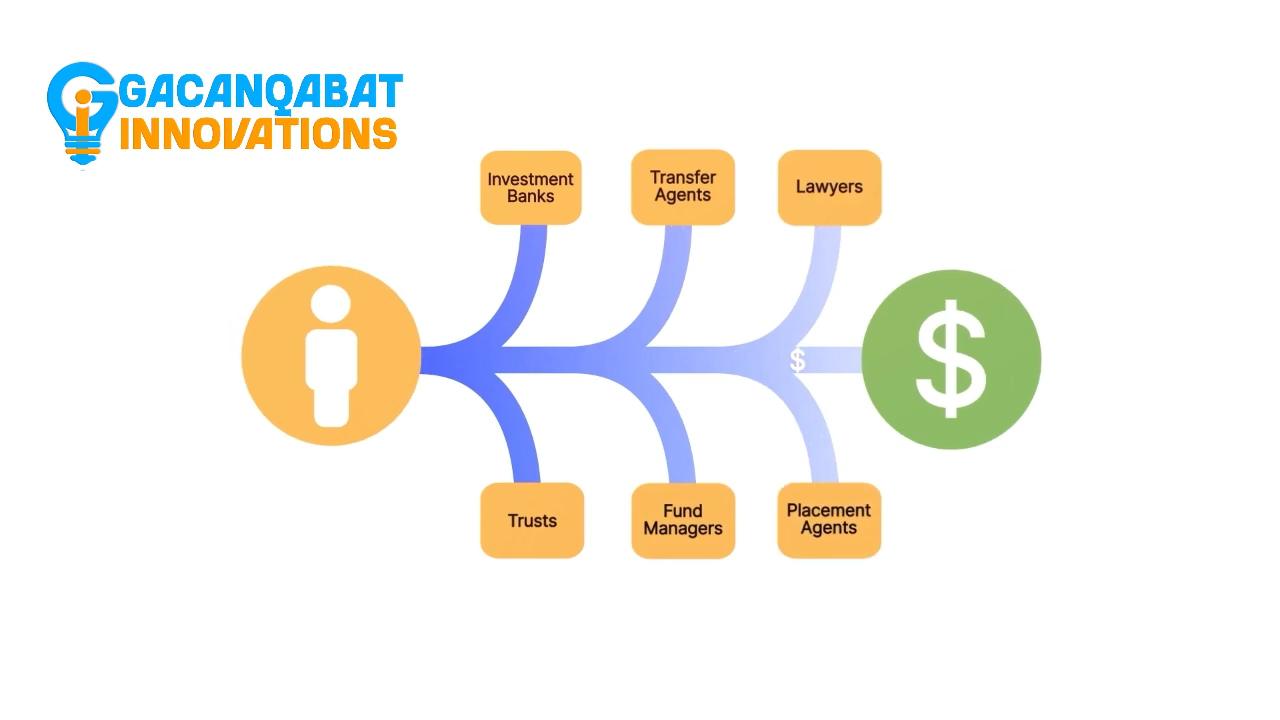 GACANQABAT
INNOVATIONS
Investment
Banks
Transfer
Agents
Lawyers
$
$
Trusts
Fund
Managers
Placement
Agents